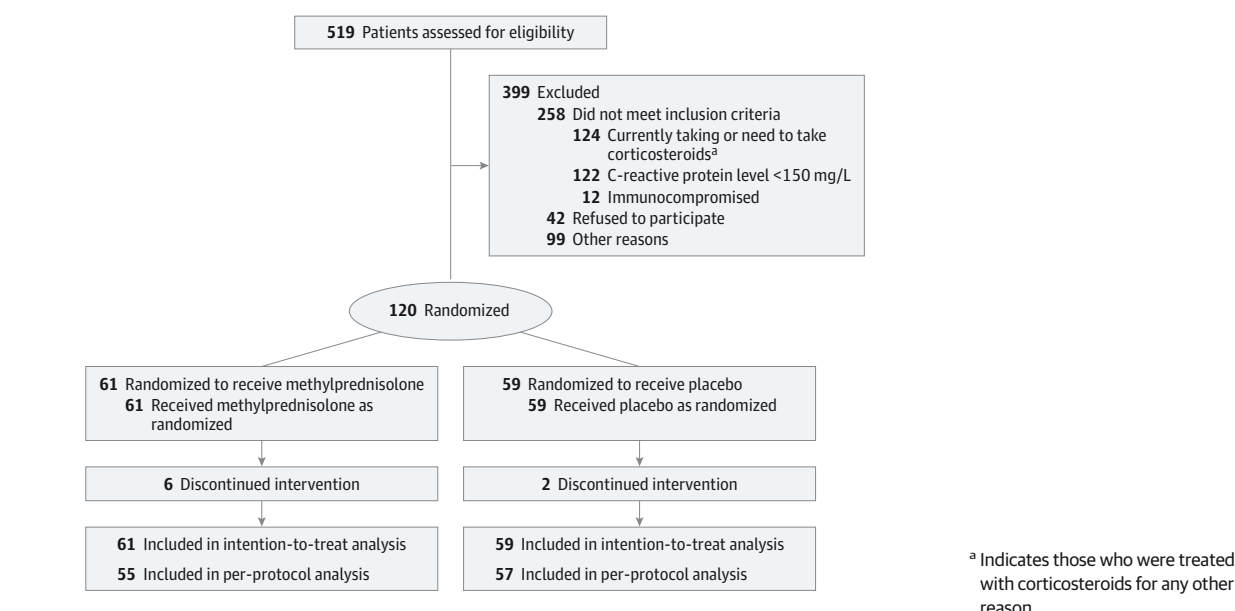 519 Patients assessed for eligibility
399 Excluded
258 Did not meet inclusion criteria
124 Currently taking or need to take
corticosteroidsᵃ
122 C-reactive protein level <150 mg/L
12 Immunocompromised
42 Refused to participate
99 Other reasons
120 Randomized
61 Randomized to receive methylprednisolone
61 Received methylprednisolone as
randomized
59 Randomized to receive placebo
59 Received placebo as randomized
6 Discontinued intervention
2 Discontinued intervention
61 Included in intention-to-treat analysis
55 Included in per-protocol analysis
59 Included in intention-to-treat analysis
57 Included in per-protocol analysis
ᵃ Indicates those who were treated
with corticosteroids for any other
reason